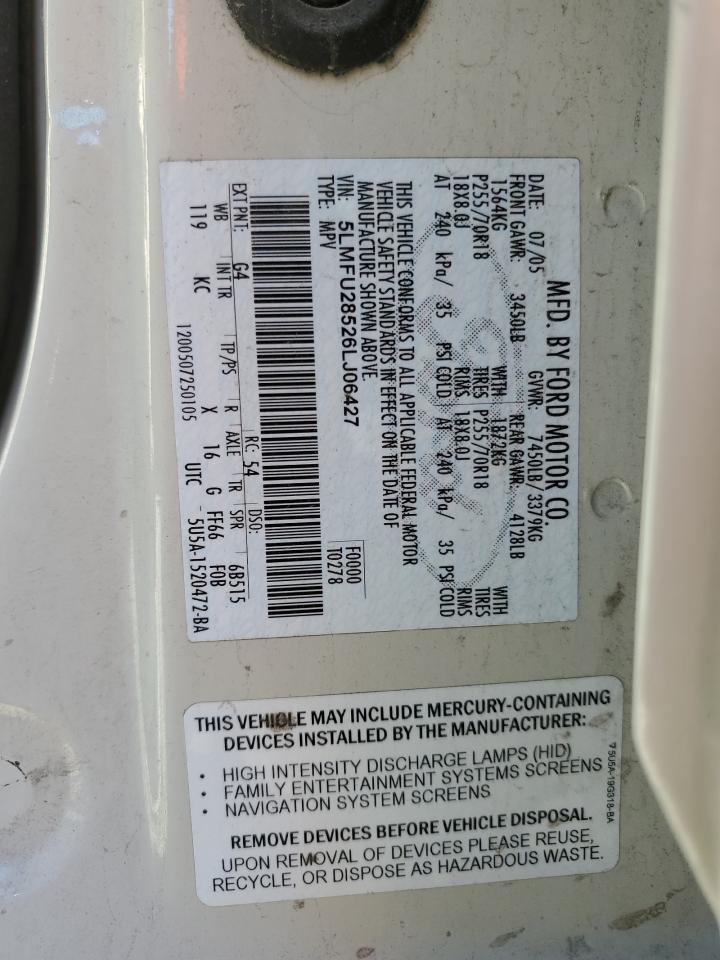 MFD. BY FORD MOTOR CO.
DATE: 07/05 GVWR: 7450LB/3379KG
FRONT GAWR: 3450LB REAR GAWR: 4128LB
1564KG WITH 1872KG WITH
P255/70R18 TIRES P255/70R18 TIRES
18X8.0J RIMS 18X8.0J RIMS
AT 240 kPa/ 35 PSI COLD AT 240 kPa/ 35 PSI COLD
THIS VEHICLE CONFORMS TO ALL APPLICABLE FEDERAL MOTOR
VEHICLE SAFETY STANDARDS IN EFFECT ON THE DATE OF
MANUFACTURE SHOWN ABOVE.
VIN: 5LMFU28526LJ06427 F0000
TYPE: MPV T0278
EXT PNT: G4 RC: 54 DSO:
WB INT TR TP/PS R AXLE TR SPR 6B515
119 KC X 16 G FF66 FOB
1200507250105 UTC 5U5A-1520472-BA
THIS VEHICLE MAY INCLUDE MERCURY-CONTAINING
DEVICES INSTALLED BY THE MANUFACTURER:
• HIGH INTENSITY DISCHARGE LAMPS (HID)
• FAMILY ENTERTAINMENT SYSTEMS SCREENS
• NAVIGATION SYSTEM SCREENS
REMOVE DEVICES BEFORE VEHICLE DISPOSAL.
UPON REMOVAL OF DEVICES PLEASE REUSE,
RECYCLE, OR DISPOSE AS HAZARDOUS WASTE.
5U5A-19G318-BA